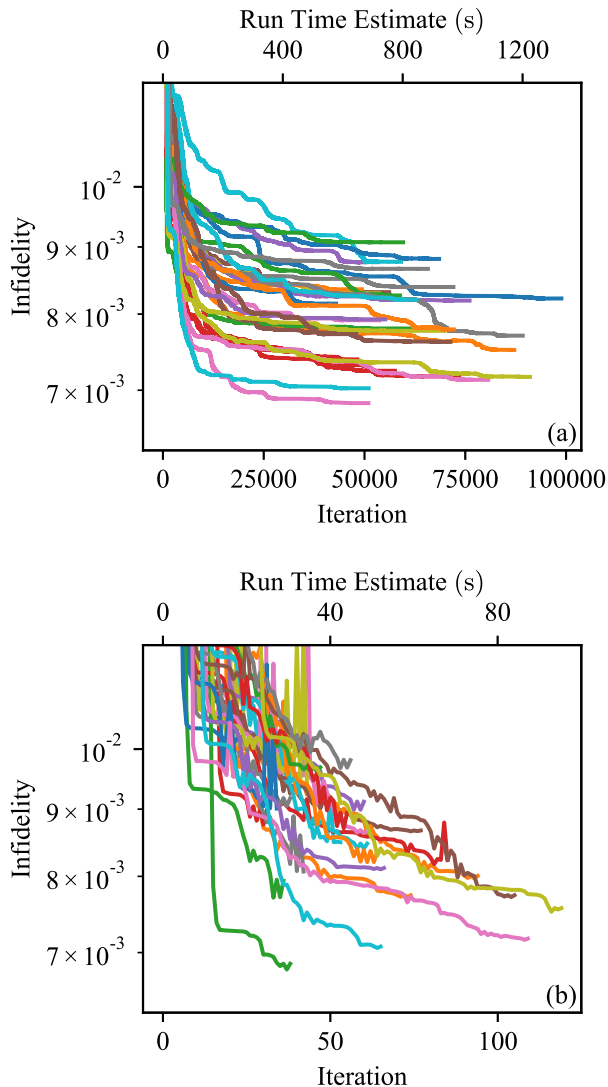 Run Time Estimate (s)
0 400 800 1200
Infidelity
10⁻²
9 × 10⁻³
8 × 10⁻³
7 × 10⁻³
(a)
0 25000 50000 75000 100000
Iteration
Run Time Estimate (s)
0 40 80
Infidelity
10⁻²
9 × 10⁻³
8 × 10⁻³
7 × 10⁻³
(b)
0 50 100
Iteration